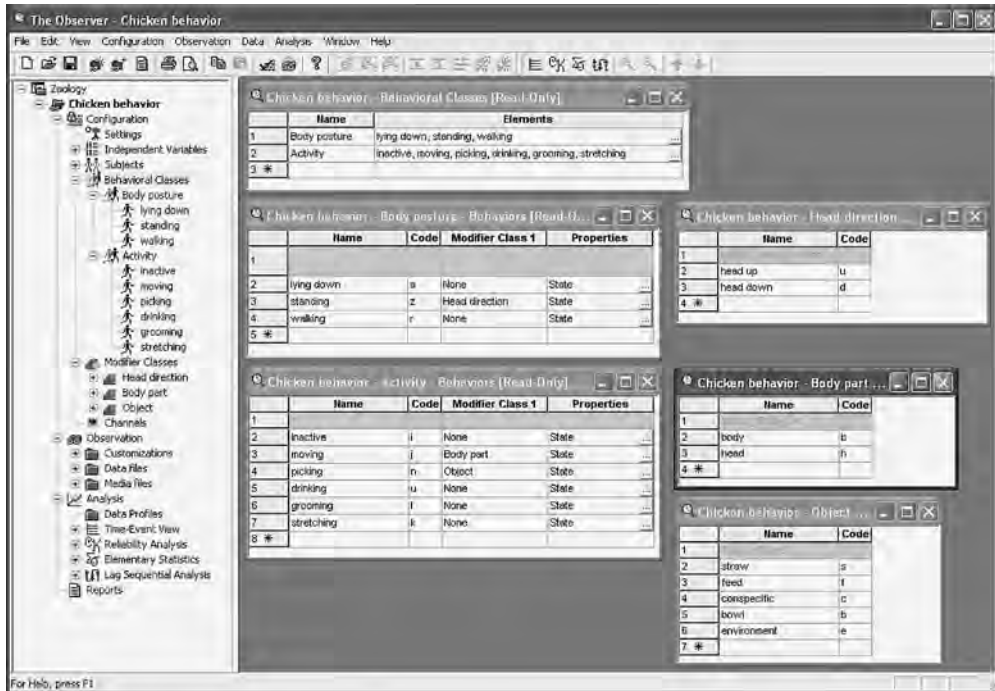 The Observer - Chicken behavior
File Edit View Configuration Observation Data Analysis Window Help
Zoology
Chicken behavior
Configuration
Settings
Independent Variables
Subjects
Behavioral Classes
Body posture
lying down
standing
walking
Activity
inactive
moving
picking
drinking
grooming
stretching
Modifier Classes
Head direction
Body part
Object
Channels
Observation
Customizations
Data files
Media files
Analysis
Data Profiles
Time-Event View
Reliability Analysis
Elementary Statistics
Lag Sequential Analysis
Reports
Chicken behavior - Behavioral Classes [Read-Only]
Name Elements
1 Body posture lying down, standing, walking ...
2 Activity inactive, moving, picking, drinking, grooming, stretching ...
3 *
Chicken behavior - Body posture - Behaviors [Read-O...
Name Code Modifier Class 1 Properties
1
2 lying down s None State ...
3 standing z Head direction State ...
4 walking r None State ...
5 *
Chicken behavior - Head direction ...
Name Code
1
2 head up u
3 head down d
4 *
Chicken behavior - Activity - Behaviors [Read-Only]
Name Code Modifier Class 1 Properties
1
2 inactive i None State ...
3 moving j Body part State ...
4 picking n Object State ...
5 drinking u None State ...
6 grooming None State ...
7 stretching k None State ...
8 *
Chicken behavior - Body part ...
Name Code
1
2 body b
3 head h
4 *
Chicken behavior - Object ...
Name Code
1
2 straw s
3 feed f
4 conspecific c
5 bowl b
6 environment e
7 *
For Help, press F1